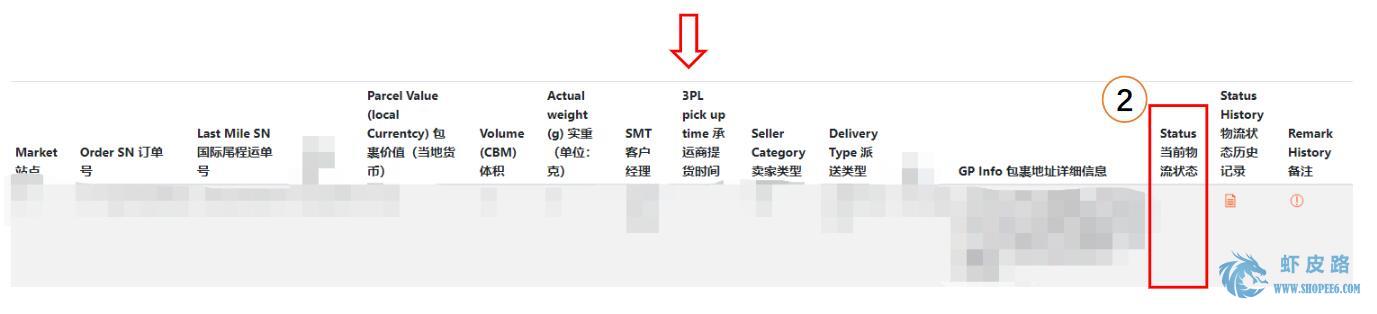 ②
Market
站点
Order SN 订单
号
Last Mile SN
国际尾程运单
号
Parcel Value
(local
Currentcy) 包
裹价值（当地货
币）
Volume
(CBM)
体积
Actual
weight
(g) 实重
（单位：
克）
SMT
客户
经理
3PL
pick up
time 承
运商提
货时间
Seller
Category
卖家类型
Delivery
Type 派
送类型
GP Info 包裹地址详细信息
Status
当前物
流状态
Status
History
物流状
态历史
记录
Remark
History
备注
虾皮路
WWW.SHOPEE6.COM